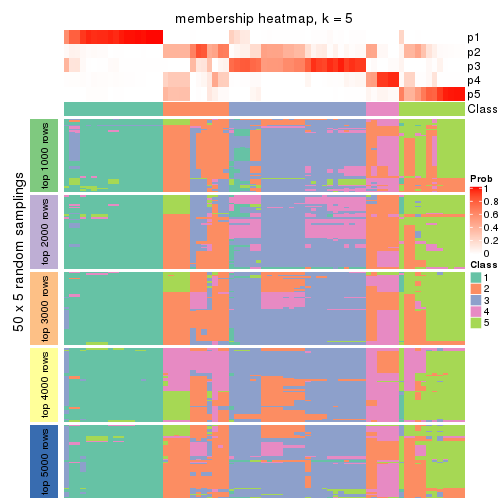 membership heatmap, k = 5
p1
p2
p3
p4
p5
Class
50 x 5 random samplings
top 1000 rows
top 2000 rows
top 3000 rows
top 4000 rows
top 5000 rows
Prob
1
0.8
0.6
0.4
0.2
0
Class
1
2
3
4
5